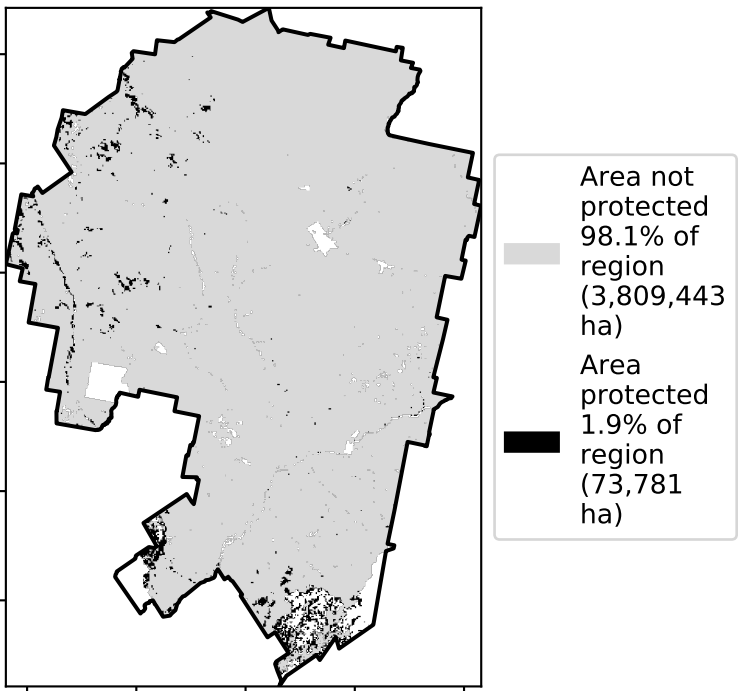 Area not
protected
98.1% of
region
(3,809,443
ha)
Area
protected
1.9% of
region
(73,781
ha)